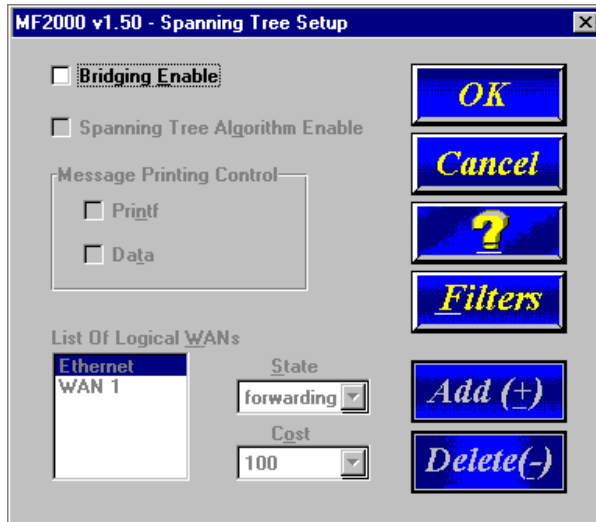 MF2000 v1.50 - Spanning Tree Setup
Bridging Enable
Spanning Tree Algorithm Enable
Message Printing Control
Printf
Data
OK
Cancel
?
Filters
List Of Logical WANs
Ethernet
WAN 1
State
forwarding
Cost
100
Add (+)
Delete(-)